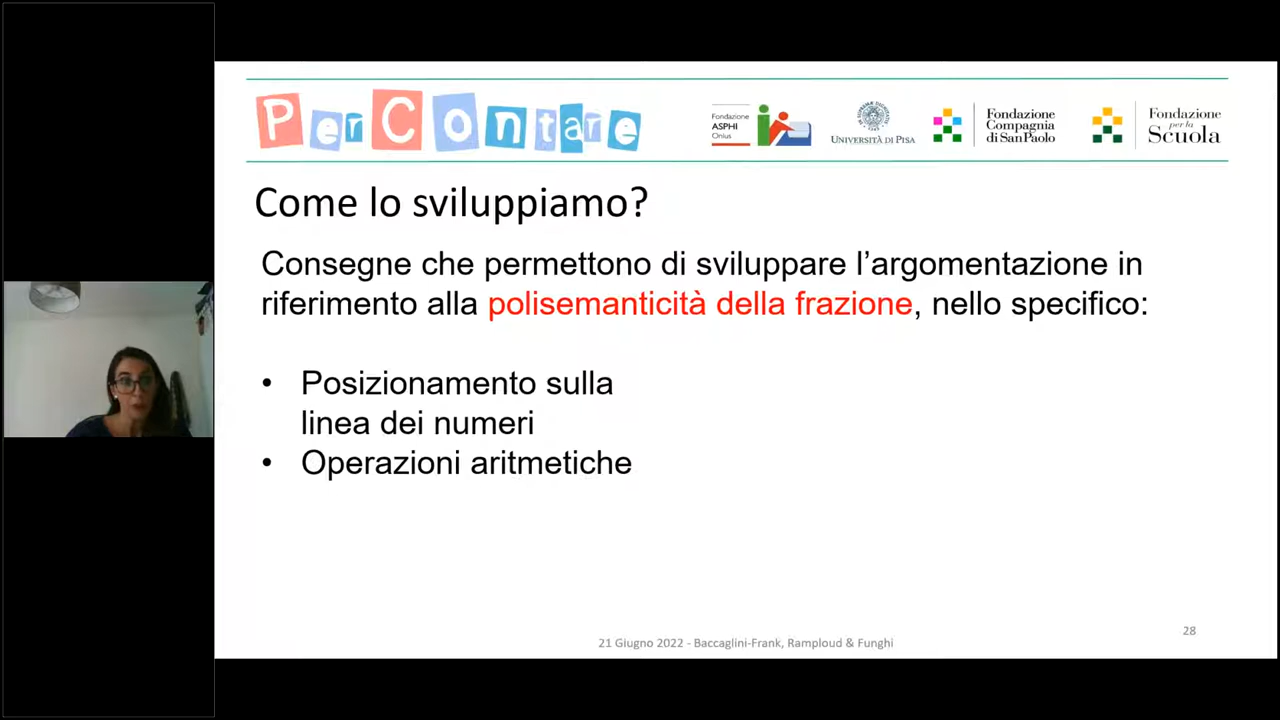 PerContare
Fondazione
ASPHI
Onlus
UNIVERSITÀ DI PISA
Fondazione
Compagnia
di SanPaolo
Fondazione
per la
Scuola
Come lo sviluppiamo?
Consegne che permettono di sviluppare l’argomentazione in
riferimento alla polisemanticità della frazione, nello specifico:
• Posizionamento sulla
linea dei numeri
• Operazioni aritmetiche
21 Giugno 2022 - Baccaglini-Frank, Ramploud & Funghi
28